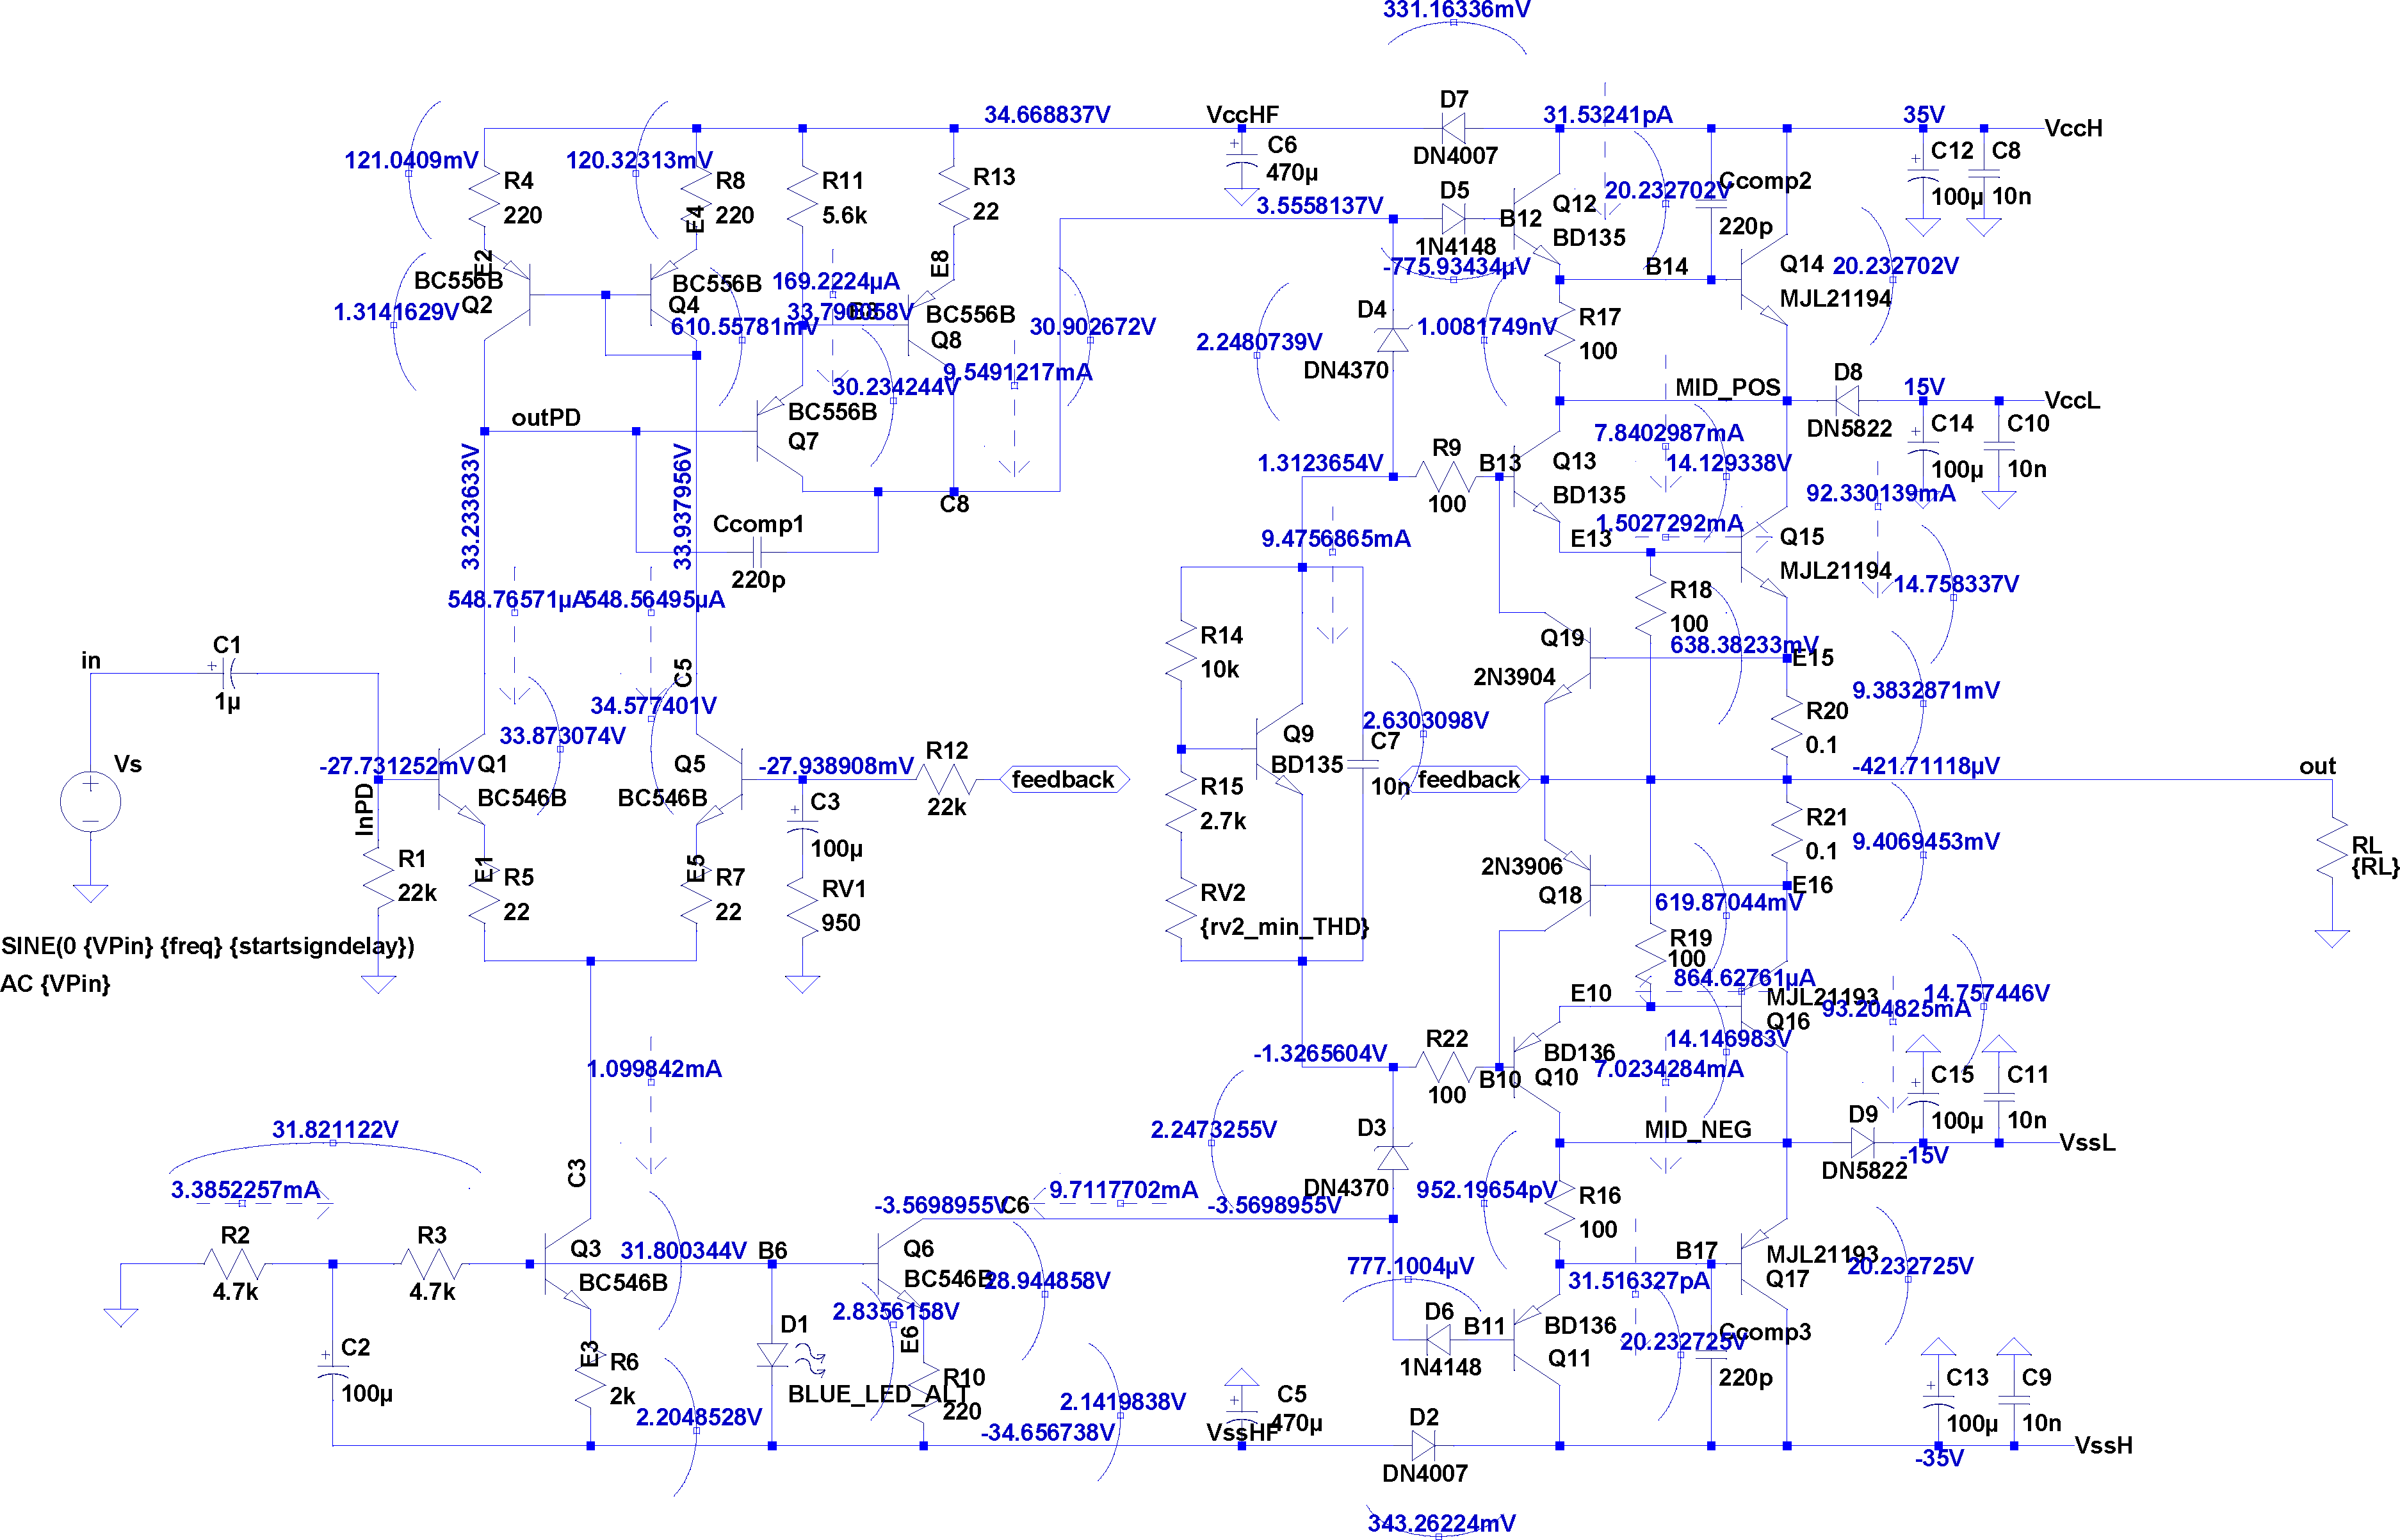 331.16336mV
D7
34.668837V
VccHF
31.53241pA
35V
VccH
DN4007
C6
470µ
C12
100µ
C8
10n
121.0409mV
120.32313mV
R4
220
R8
220
E4
R11
5.6k
R13
22
3.5558137V
D5
1N4148
B12
Q12
BD135
20.232702V
Ccomp2
220p
-775.93434µV
B14
Q14
MJL21194
20.232702V
E2
BC556B
Q2
BC556B
Q4
1.3141629V
610.55781mV
169.2224µA
33.790058V
B8
E8
BC556B
Q8
30.902672V
9.5491217mA
30.234244V
2.2480739V
D4
DN4370
1.0081749nV
R17
100
MID_POS
D8
DN5822
15V
VccL
C14
100µ
C10
10n
outPD
BC556B
Q7
C8
Ccomp1
220p
33.233633V
33.937956V
1.3123654V
R9
100
B13
Q13
BD135
7.8402987mA
14.129338V
92.330139mA
1.5027292mA
E13
Q15
MJL21194
14.758337V
9.4756865mA
548.76571µA
548.56495µA
R18
100
638.38233mV
E15
Q19
2N3904
R14
10k
in
C1
1µ
C5
34.577401V
33.873074V
2.6303098V
9.3832871mV
R20
0.1
Vs
-27.731252mV
Q1
BC546B
Q5
BC546B
-27.938908mV
R12
22k
feedback
Q9
BD135
C7
10n
feedback
-421.71118µV
out
InPD
R1
22k
E1
R5
22
E5
R7
22
C3
100µ
RV1
950
R15
2.7k
RV2
{rv2_min_THD}
R21
0.1
9.4069453mV
RL
{RL}
2N3906
Q18
E16
619.87044mV
R19
100
SINE(0 {VPin} {freq} {startsigndelay})
AC {VPin}
E10
864.62761µA
MJL21193
Q16
93.204825mA
14.757446V
14.146983V
-1.3265604V
R22
100
B10
BD136
Q10
7.0234284mA
1.099842mA
C15
100µ
C11
10n
31.821122V
2.2473255V
D3
DN4370
MID_NEG
D9
DN5822
-15V
VssL
C3
3.3852257mA
-3.5698955V
C6
9.7117702mA
-3.5698955V
952.19654pV
R16
100
R2
4.7k
R3
4.7k
Q3
BC546B
31.800344V
B6
Q6
BC546B
28.944858V
777.1004µV
B17
31.516327pA
MJL21193
Q17
20.232725V
2.8356158V
D1
BLUE_LED_ALT
E6
R10
220
D6
1N4148
B11
BD136
Q11
20.232725V
Ccomp3
220p
C2
100µ
E3
R6
2k
2.2048528V
2.1419838V
-34.656738V
VssHF
C5
470µ
D2
DN4007
C13
100µ
C9
10n
-35V
VssH
343.26224mV